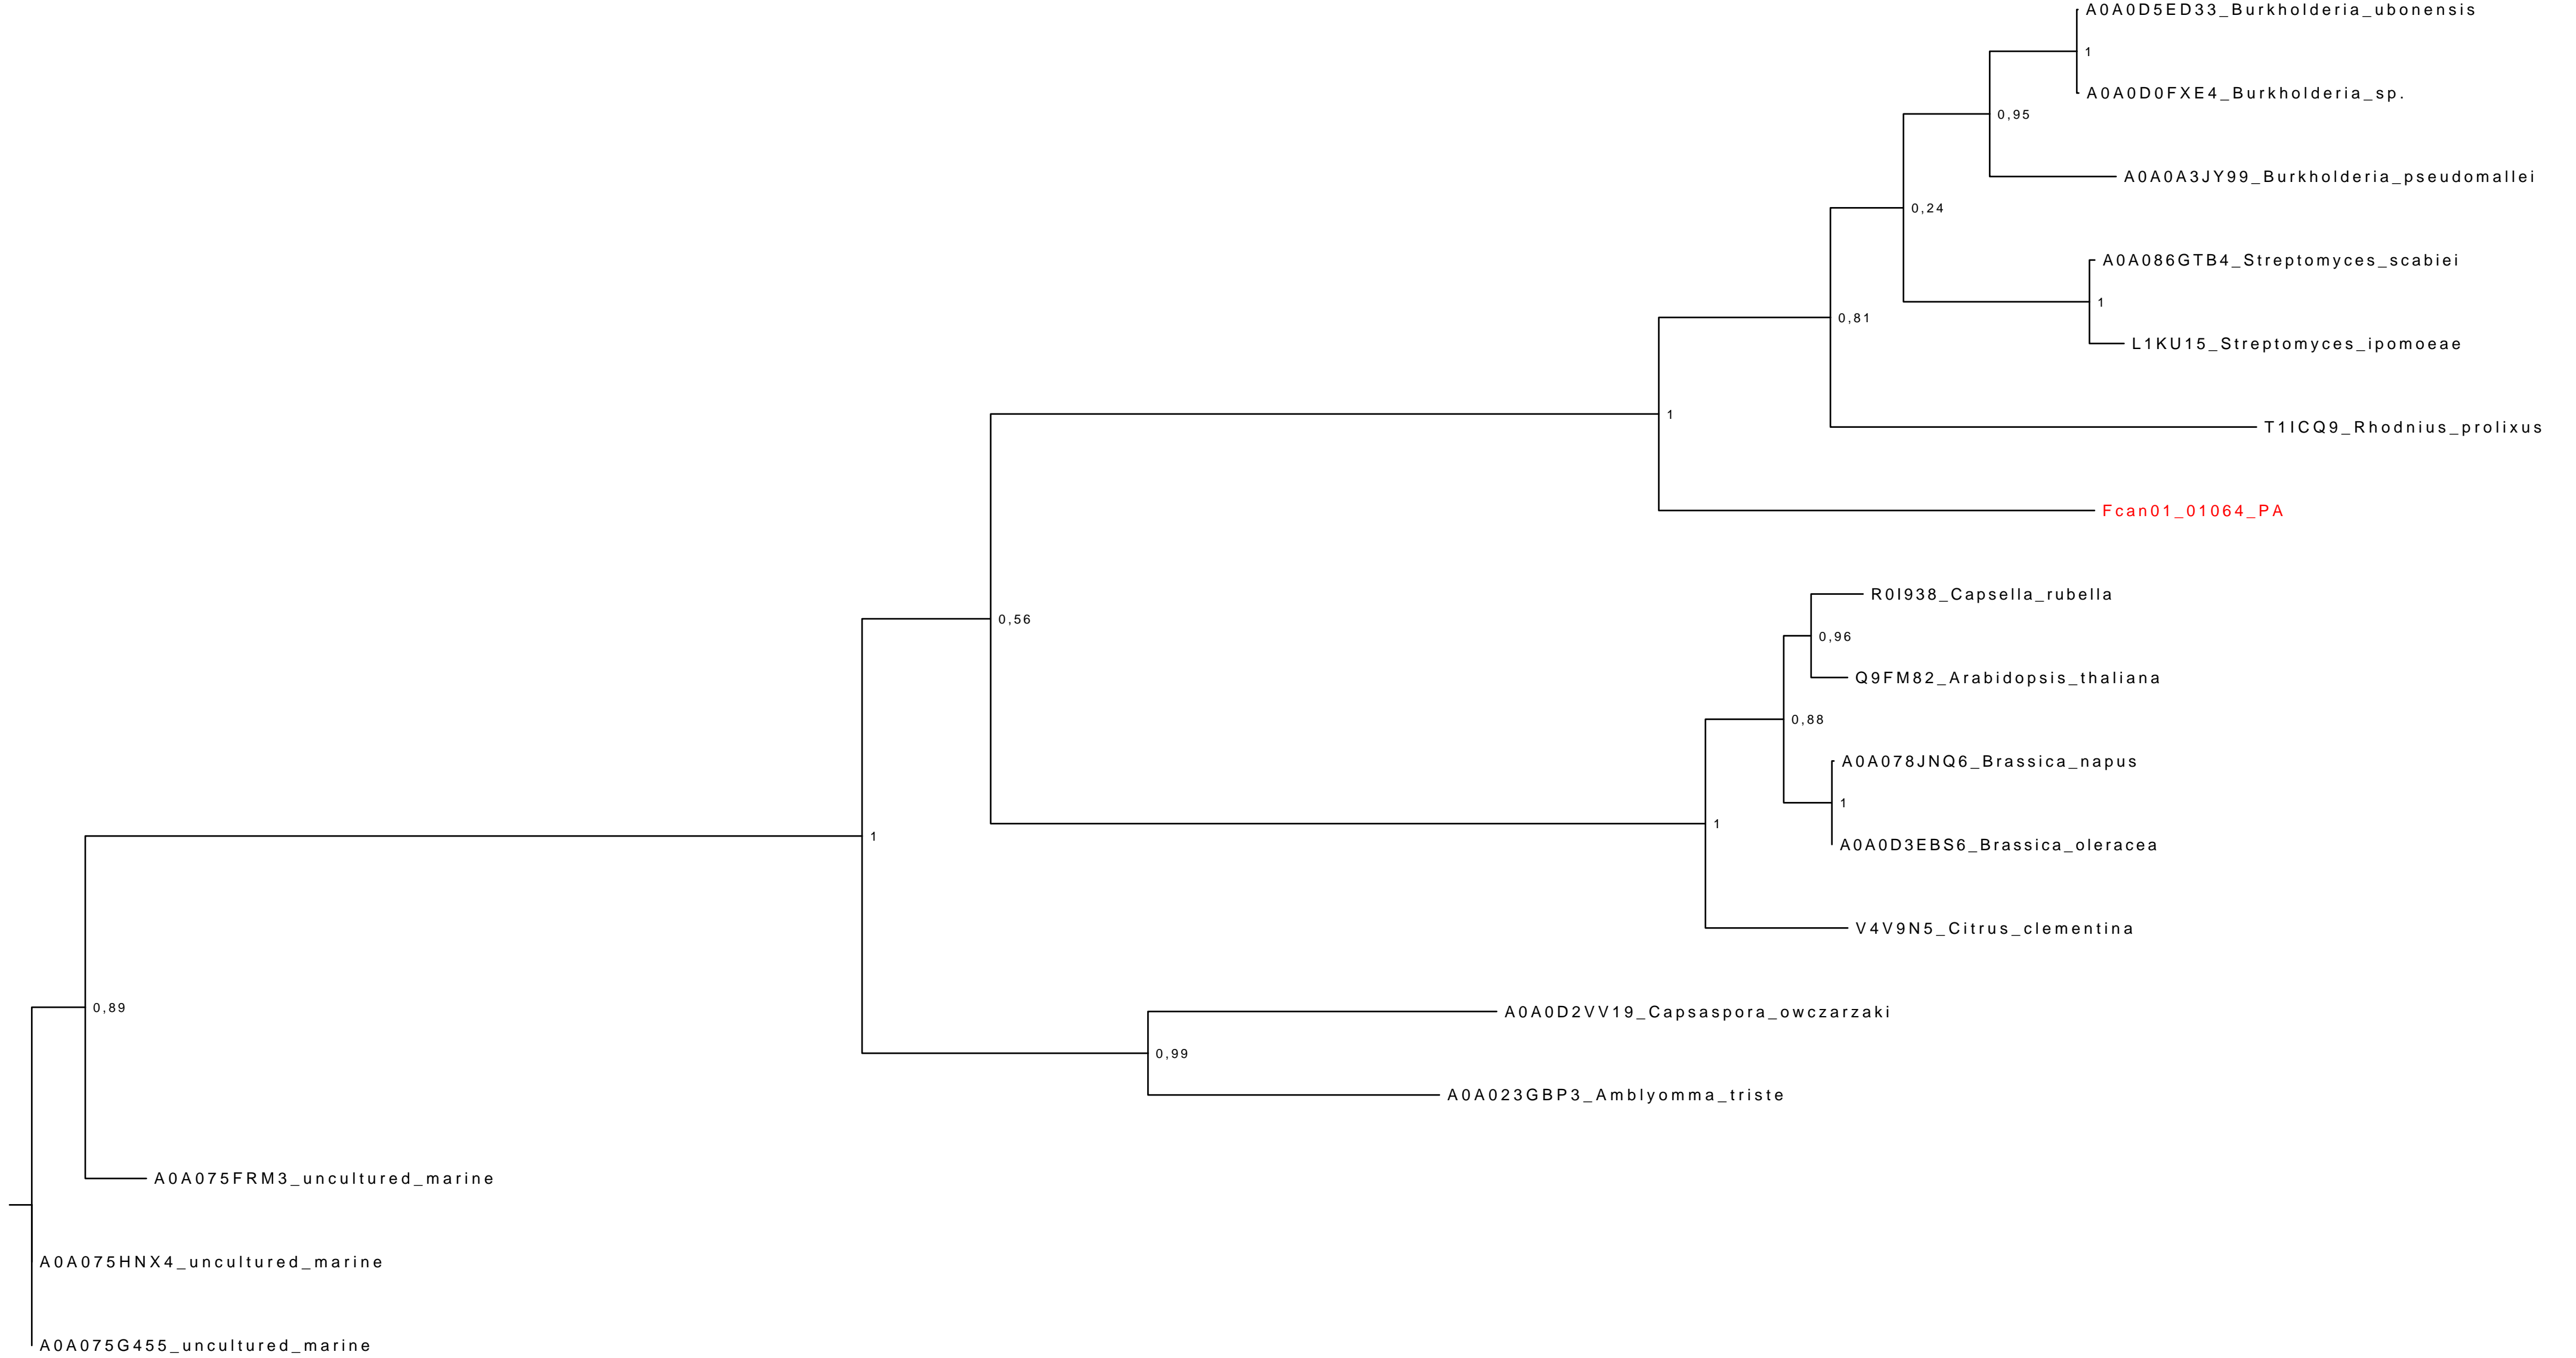 A0A0D5ED33_Burkholderia_ubonensis
1
A0A0D0FXE4_Burkholderia_sp.
0,95
A0A0A3JY99_Burkholderia_pseudomallei
0,24
A0A086GTB4_Streptomyces_scabiei
1
0,81
L1KU15_Streptomyces_ipomoeae
1
T1ICQ9_Rhodnius_prolixus
Fcan01_01064_PA
R0I938_Capsella_rubella
0,56
0,96
Q9FM82_Arabidopsis_thaliana
0,88
A0A078JNQ6_Brassica_napus
1
1
1
A0A0D3EBS6_Brassica_oleracea
V4V9N5_Citrus_clementina
0,89
A0A0D2VV19_Capsaspora_owczarzaki
0,99
A0A023GBP3_Amblyomma_triste
A0A075FRM3_uncultured_marine
A0A075HNX4_uncultured_marine
A0A075G455_uncultured_marine